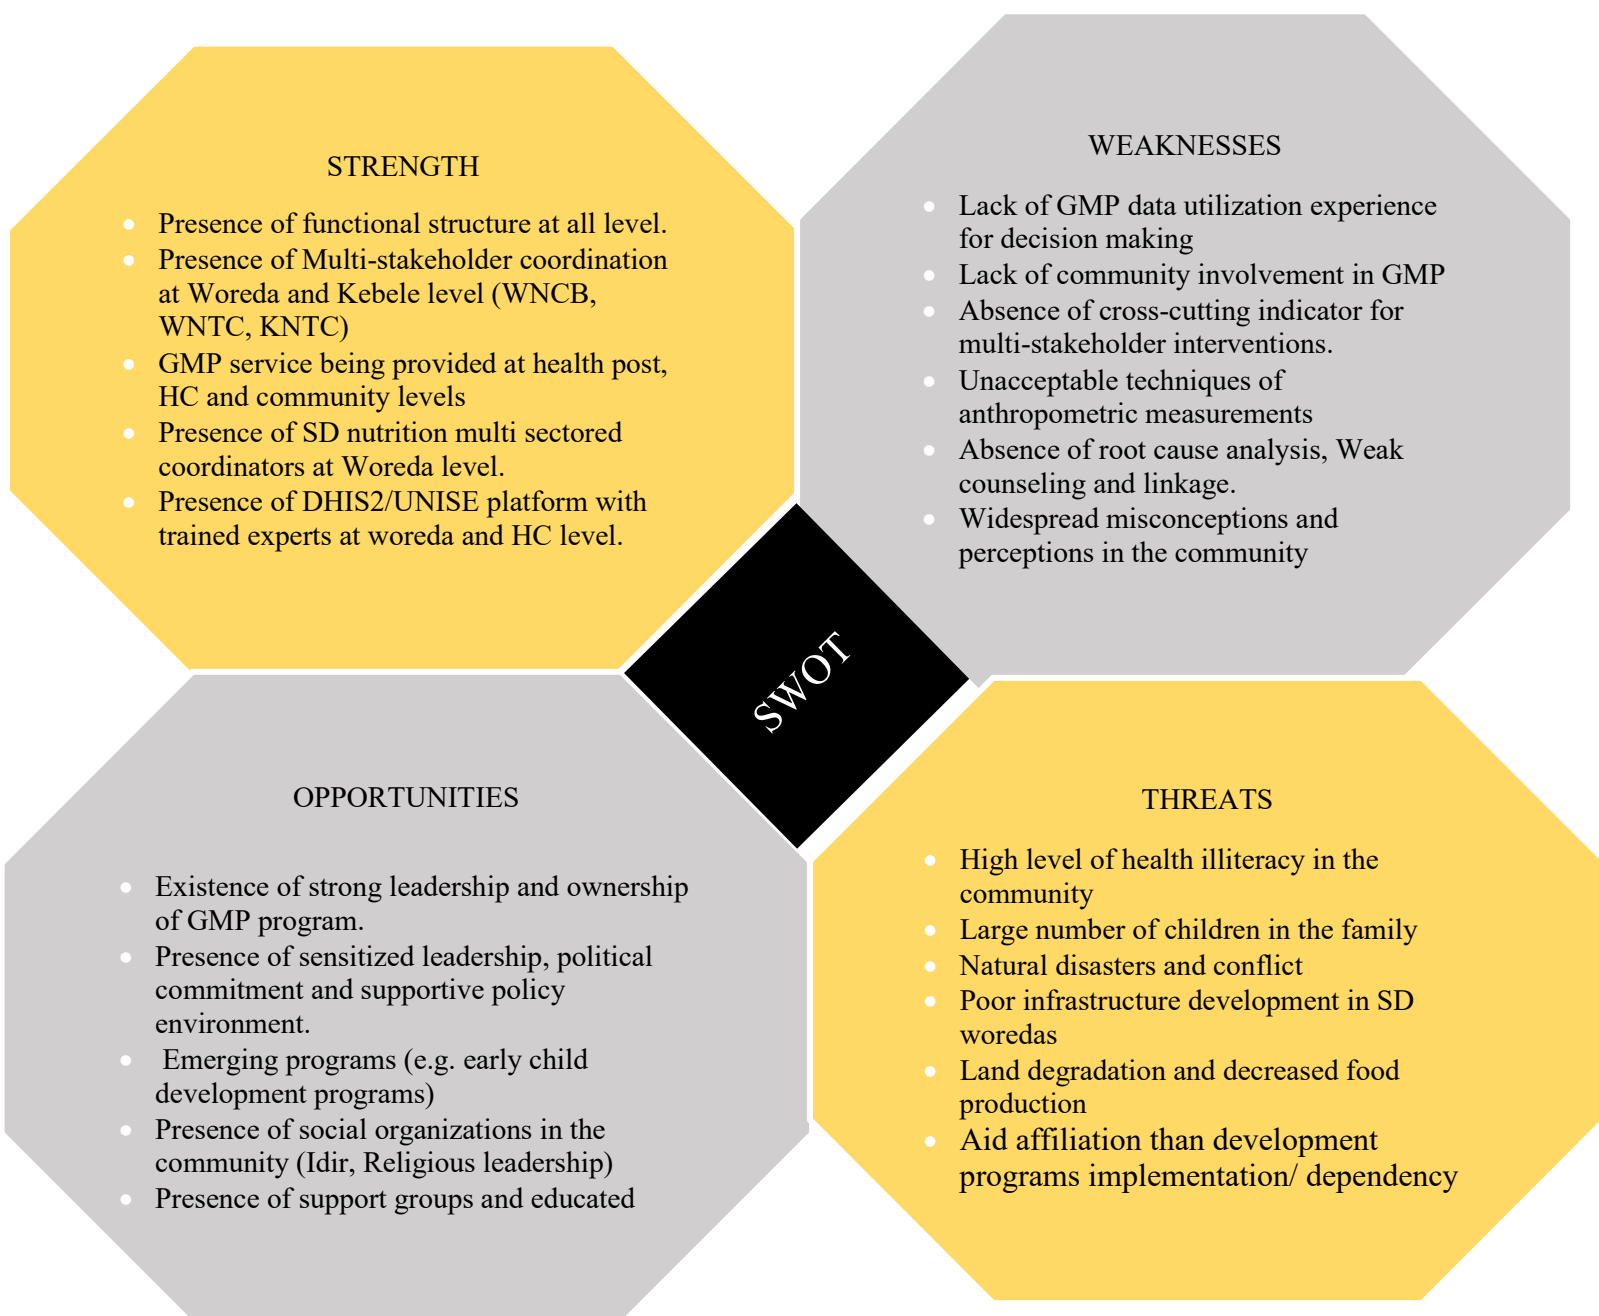 STRENGTH
• Presence of functional structure at all level.
• Presence of Multi-stakeholder coordination
at Woreda and Kebele level (WNCB,
WNTC, KNTC)
• GMP service being provided at health post,
HC and community levels
• Presence of SD nutrition multi sectored
coordinators at Woreda level.
• Presence of DHIS2/UNISE platform with
trained experts at woreda and HC level.
WEAKNESSES
• Lack of GMP data utilization experience
for decision making
• Lack of community involvement in GMP
• Absence of cross-cutting indicator for
multi-stakeholder interventions.
• Unacceptable techniques of
anthropometric measurements
• Absence of root cause analysis, Weak
counseling and linkage.
• Widespread misconceptions and
perceptions in the community
SWOT
OPPORTUNITIES
• Existence of strong leadership and ownership
of GMP program.
• Presence of sensitized leadership, political
commitment and supportive policy
environment.
• Emerging programs (e.g. early child
development programs)
• Presence of social organizations in the
community (Idir, Religious leadership)
• Presence of support groups and educated
THREATS
• High level of health illiteracy in the
community
• Large number of children in the family
• Natural disasters and conflict
• Poor infrastructure development in SD
woredas
• Land degradation and decreased food
production
• Aid affiliation than development
programs implementation/ dependency